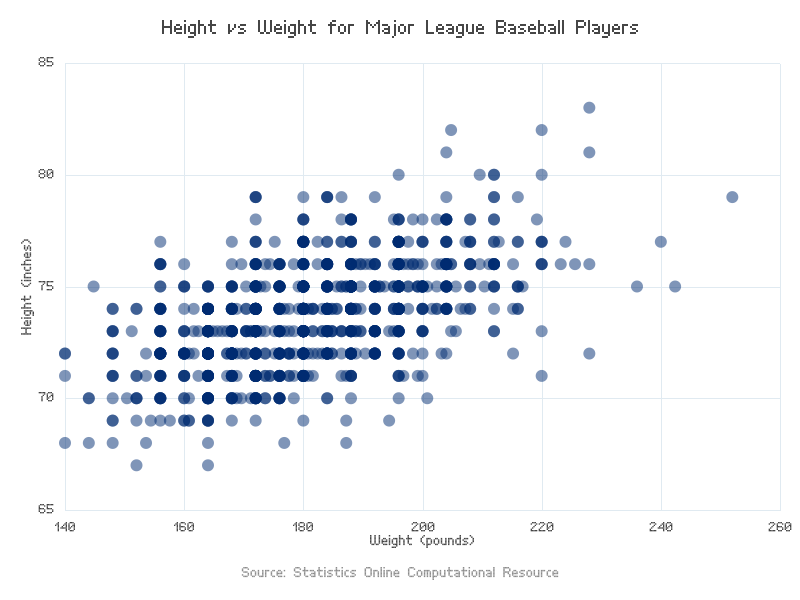 Height vs Weight for Major League Baseball Players
85
80
75
70
65
Height (inches)
140 160 180 200 220 240 260
Weight (pounds)
Source: Statistics Online Computational Resource